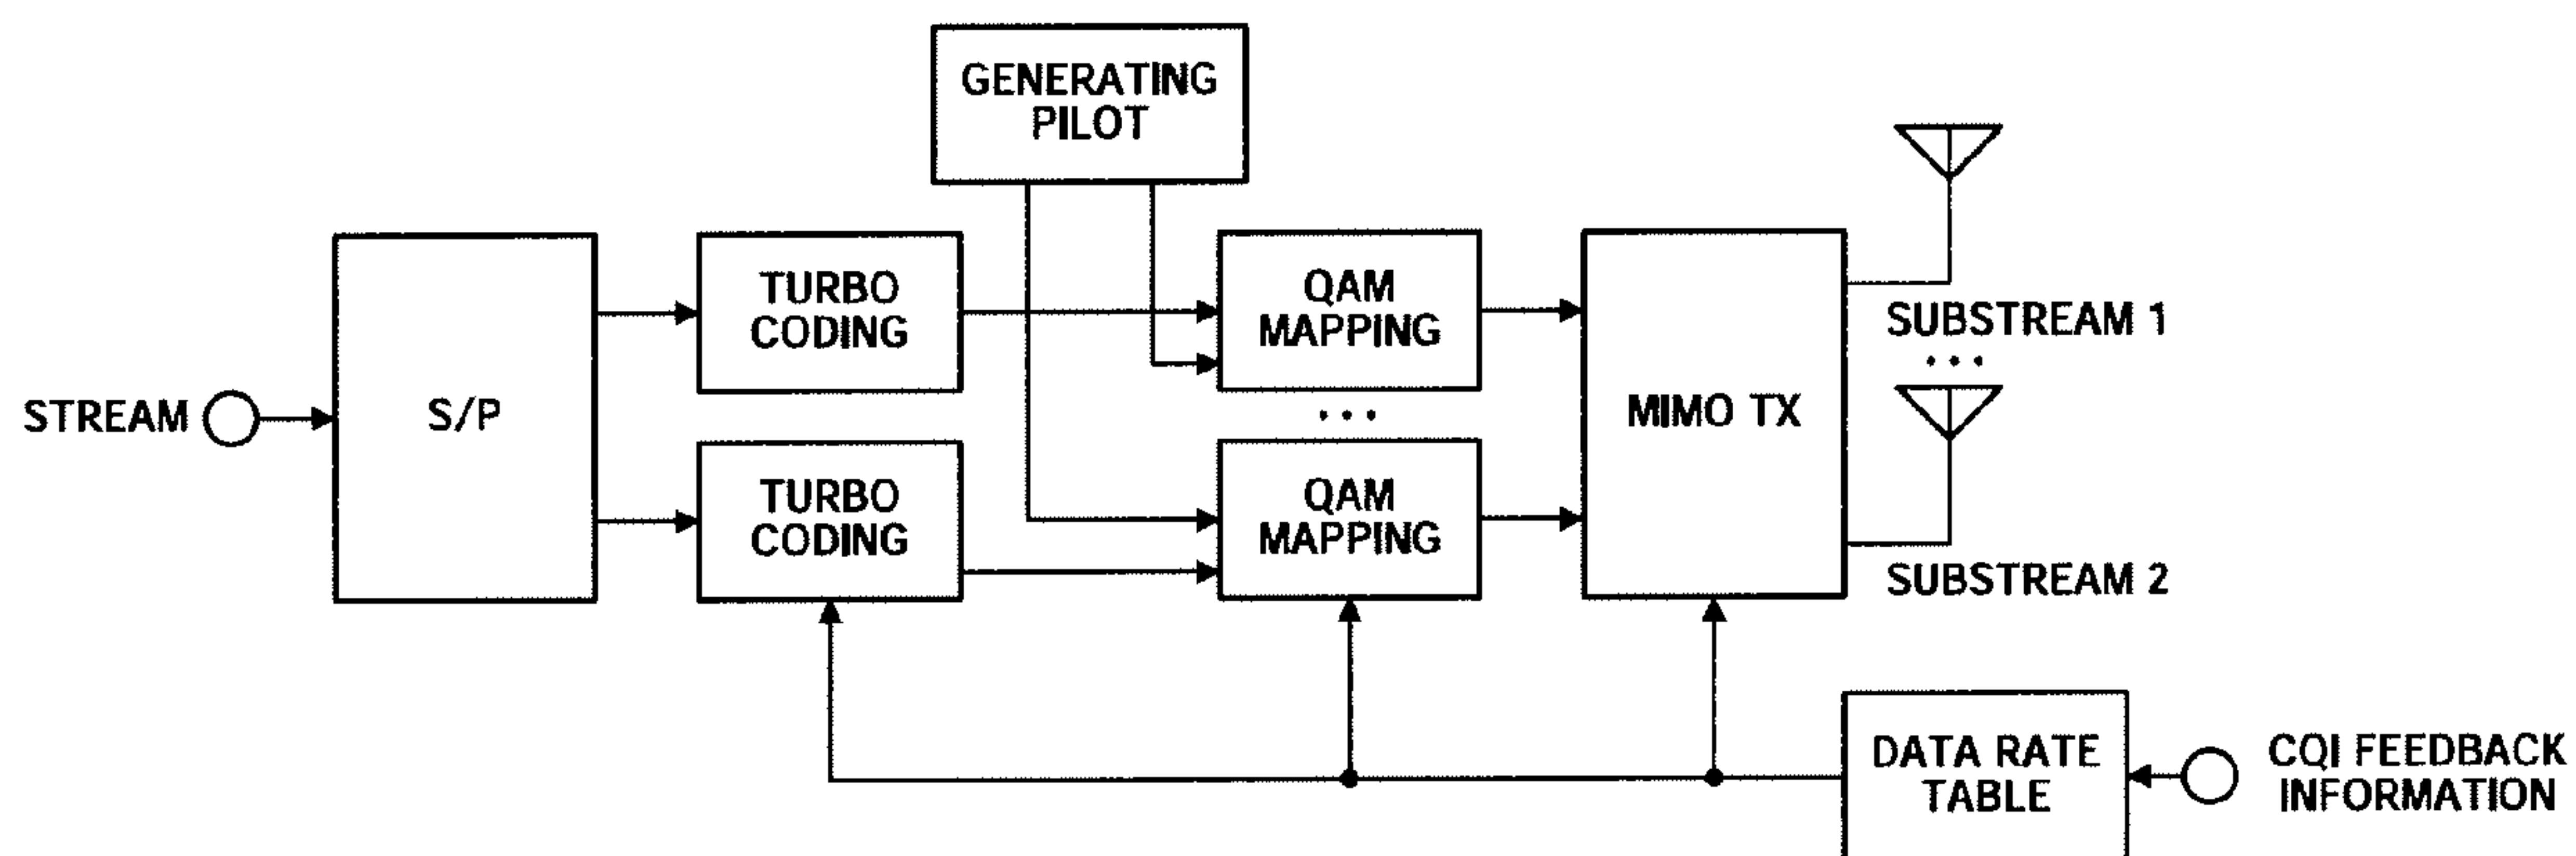 GENERATING
PILOT
TURBO
CODING
QAM
MAPPING
SUBSTREAM 1
...
STREAM
S/P
...
MIMO TX
TURBO
CODING
QAM
MAPPING
SUBSTREAM 2
DATA RATE
TABLE
CQI FEEDBACK
INFORMATION